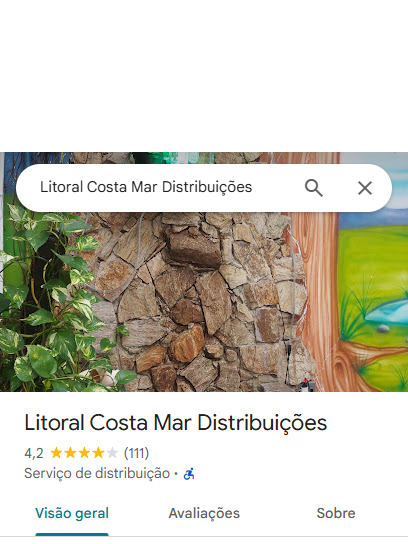 Litoral Costa Mar Distribuições
Litoral Costa Mar Distribuições
4,2 (111)
Serviço de distribuição ·
Visão geral Avaliações Sobre